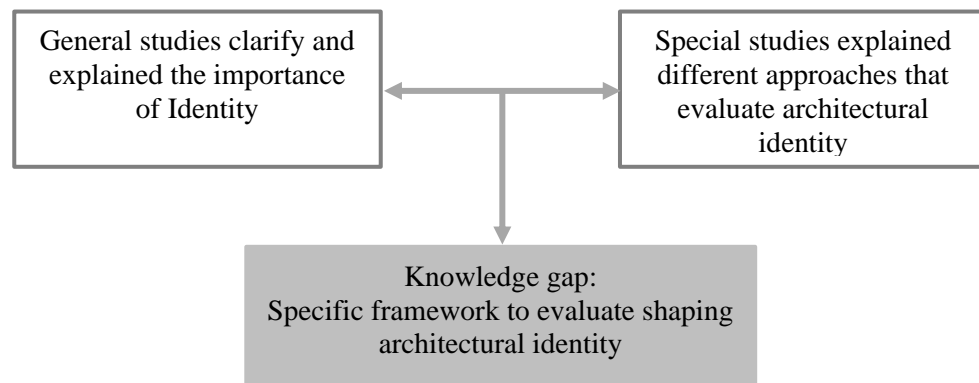 General studies clarify and
explained the importance
of Identity
Special studies explained
different approaches that
evaluate architectural
identity
Knowledge gap:
Specific framework to evaluate shaping
architectural identity